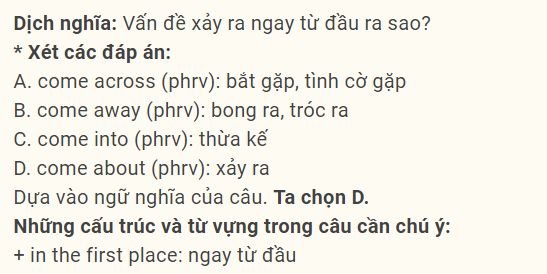 Dịch nghĩa: Vấn đề xảy ra ngay từ đầu ra sao?
* Xét các đáp án:
A. come across (phrv): bắt gặp, tình cờ gặp
B. come away (phrv): bong ra, tróc ra
C. come into (phrv): thừa kế
D. come about (phrv): xảy ra
Dựa vào ngữ nghĩa của câu. Ta chọn D.
Những cấu trúc và từ vựng trong câu cần chú ý:
+ in the first place: ngay từ đầu